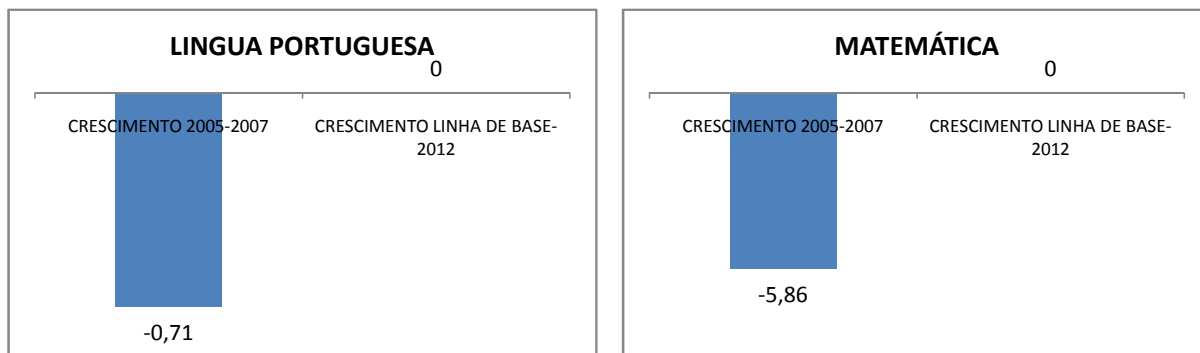 LINGUA PORTUGUESA
0
CRESCIMENTO 2005-2007
CRESCIMENTO LINHA DE BASE-
2012
-0,71
MATEMÁTICA
0
CRESCIMENTO 2005-2007
CRESCIMENTO LINHA DE BASE-
2012
-5,86